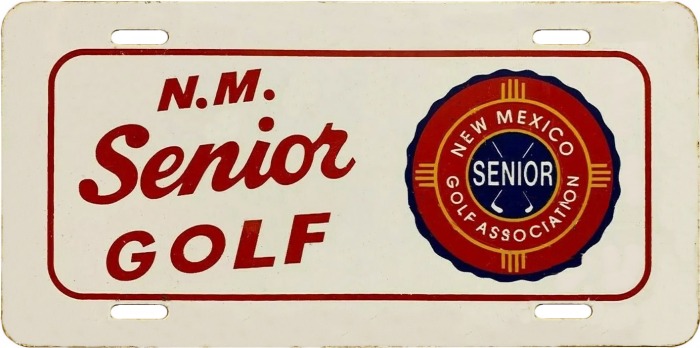 N.M.
Senior
GOLF
NEW MEXICO
SENIOR
GOLF ASSOCIATION